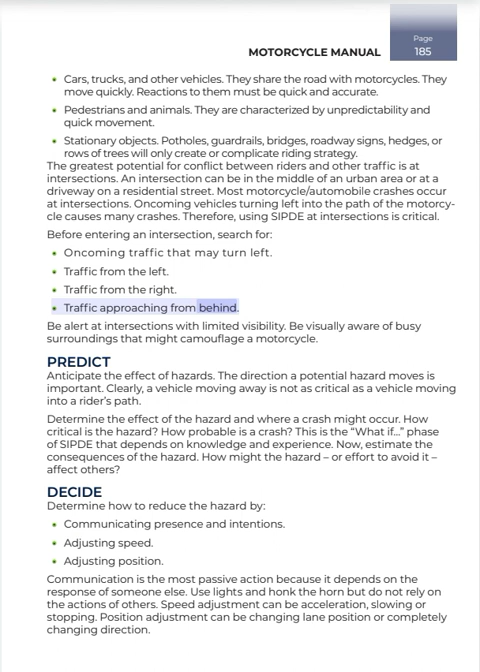 Page
185
MOTORCYCLE MANUAL
• Cars, trucks, and other vehicles. They share the road with motorcycles. They
move quickly. Reactions to them must be quick and accurate.
• Pedestrians and animals. They are characterized by unpredictability and
quick movement.
• Stationary objects. Potholes, guardrails, bridges, roadway signs, hedges, or
rows of trees will only create or complicate riding strategy.
The greatest potential for conflict between riders and other traffic is at
intersections. An intersection can be in the middle of an urban area or at a
driveway on a residential street. Most motorcycle/automobile crashes occur
at intersections. Oncoming vehicles turning left into the path of the motorcy-
cle causes many crashes. Therefore, using SIPDE at intersections is critical.
Before entering an intersection, search for:
• Oncoming traffic that may turn left.
• Traffic from the left.
• Traffic from the right.
• Traffic approaching from behind.
Be alert at intersections with limited visibility. Be visually aware of busy
surroundings that might camouflage a motorcycle.
PREDICT
Anticipate the effect of hazards. The direction a potential hazard moves is
important. Clearly, a vehicle moving away is not as critical as a vehicle moving
into a rider's path.
Determine the effect of the hazard and where a crash might occur. How
critical is the hazard? How probable is a crash? This is the "What if..." phase
of SIPDE that depends on knowledge and experience. Now, estimate the
consequences of the hazard. How might the hazard – or effort to avoid it –
affect others?
DECIDE
Determine how to reduce the hazard by:
• Communicating presence and intentions.
• Adjusting speed.
• Adjusting position.
Communication is the most passive action because it depends on the
response of someone else. Use lights and honk the horn but do not rely on
the actions of others. Speed adjustment can be acceleration, slowing or
stopping. Position adjustment can be changing lane position or completely
changing direction.